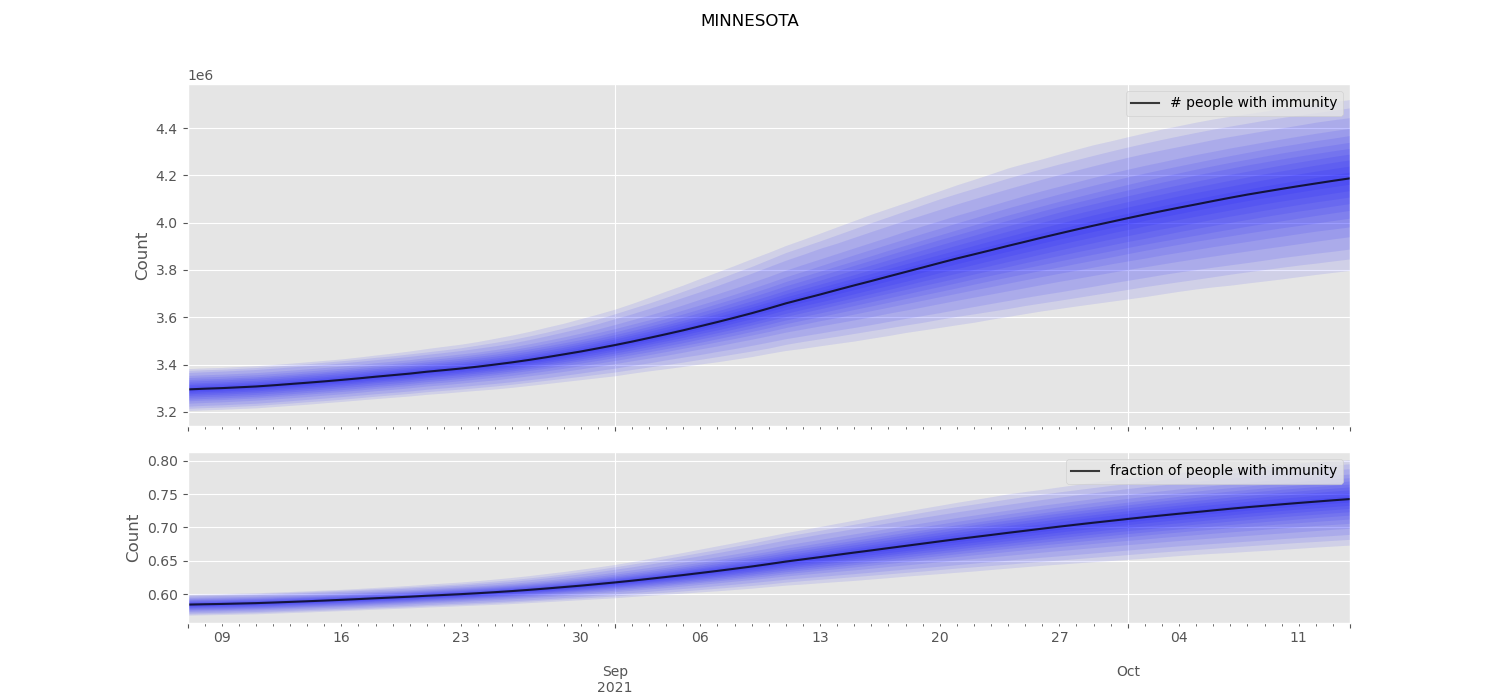 MINNESOTA
1e6
# people with immunity
4.4
4.2
4.0
3.8
3.6
3.4
3.2
Count
fraction of people with immunity
0.80
0.75
0.70
0.65
0.60
Count
09 16 23 30 06 13 20 27 04 11
Sep Oct
2021